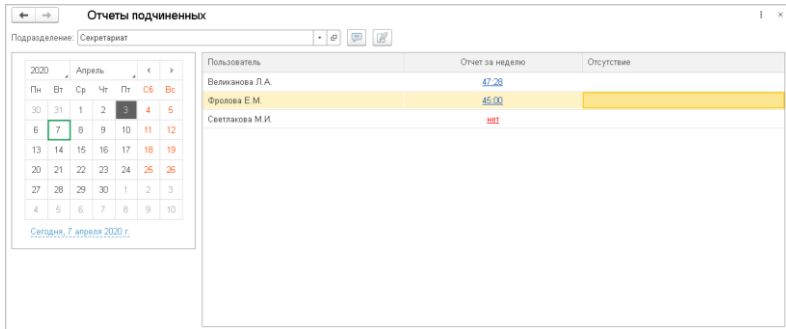 Отчеты подчиненных
Подразделение: Секретариат
2020 Апрель
Пн Вт Ср Чт Пт Сб Вс
30 31 1 2 3 4 5
6 7 8 9 10 11 12
13 14 15 16 17 18 19
20 21 22 23 24 25 26
27 28 29 30 1 2 3
4 5 6 7 8 9 10
Сегодня, 7 апреля 2020 г.
Пользователь Отчет за неделю Отсутствие
Великанова Л.А. 47,28
Фролова Е.М. 45,00
Светлакова М.И. нет